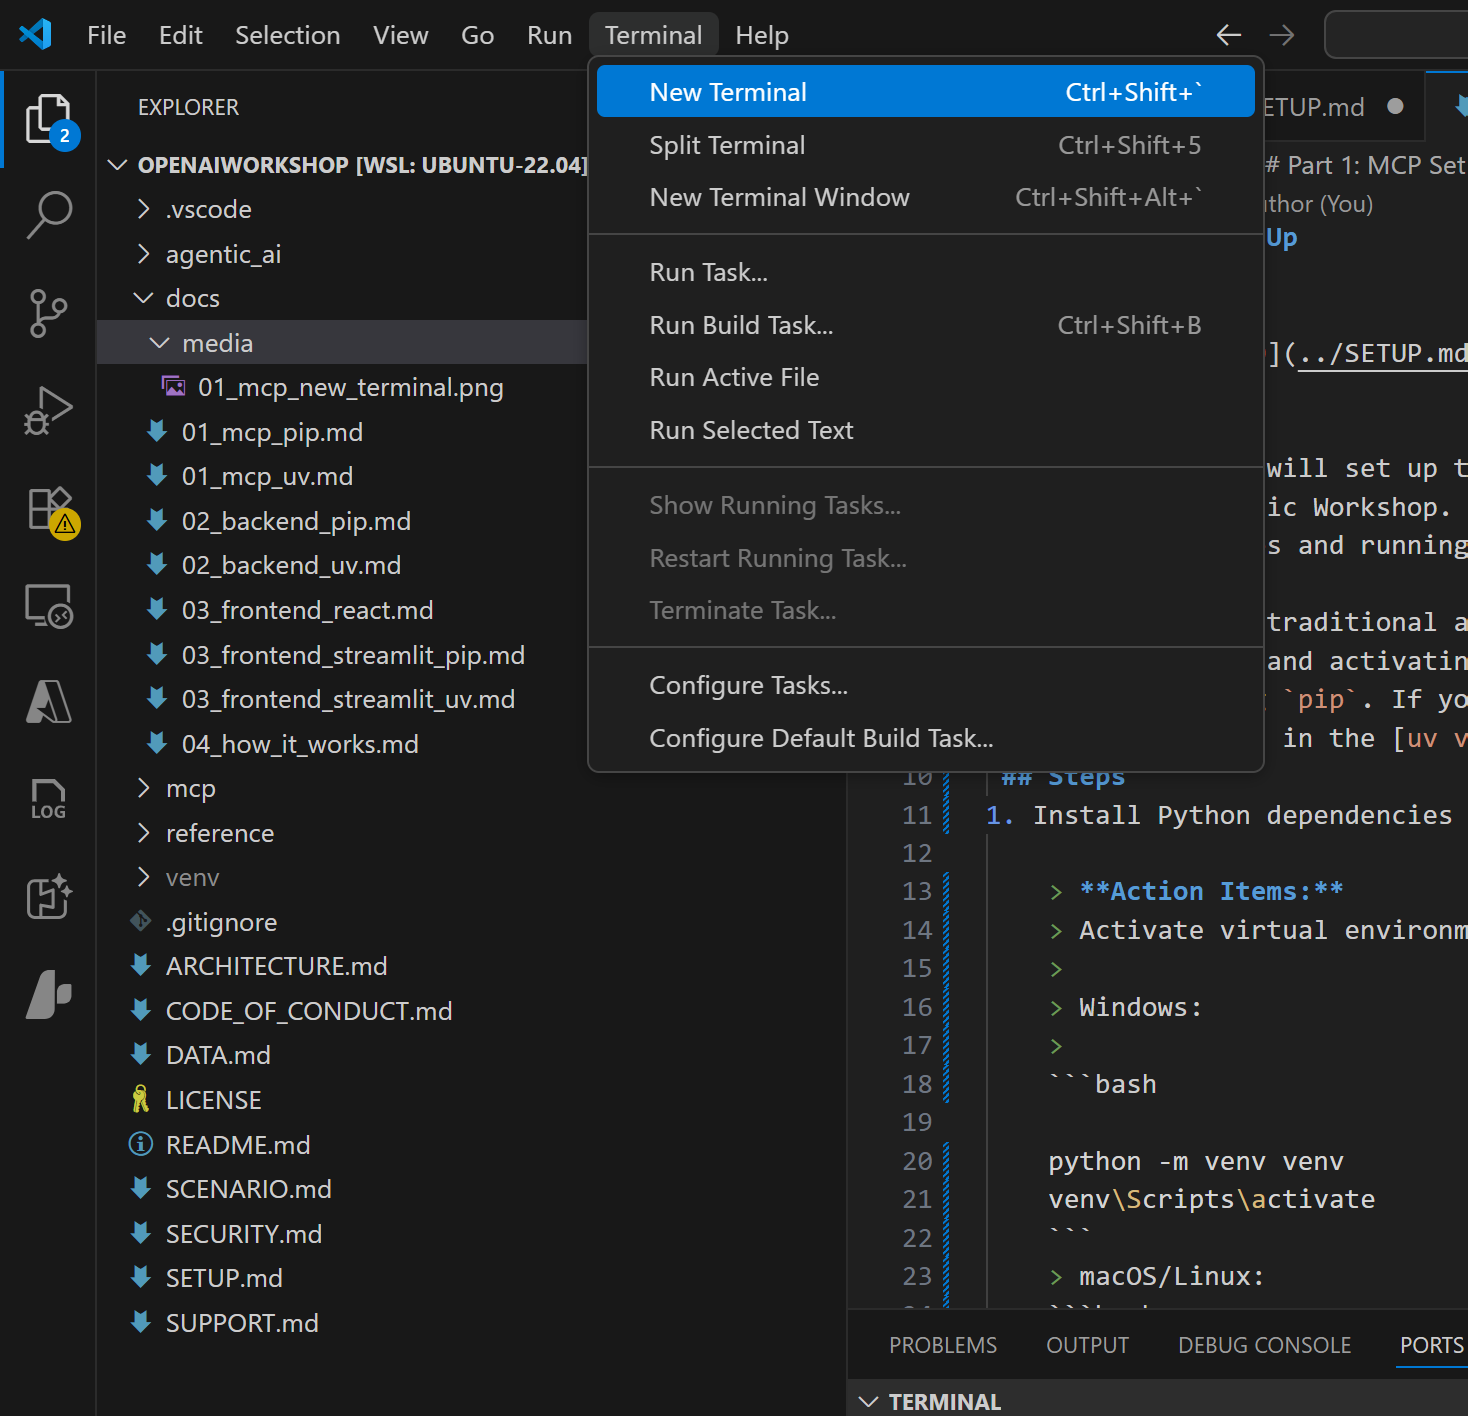 File Edit Selection View Go Run Terminal Help
2
EXPLORER
OPENAIWORKSHOP [WSL: UBUNTU-22.04]
.vscode
agentic_ai
docs
media
01_mcp_new_terminal.png
01_mcp_pip.md
01_mcp_uv.md
02_backend_pip.md
02_backend_uv.md
03_frontend_react.md
03_frontend_streamlit_pip.md
03_frontend_streamlit_uv.md
04_how_it_works.md
mcp
reference
venv
.gitignore
ARCHITECTURE.md
CODE_OF_CONDUCT.md
DATA.md
LICENSE
README.md
SCENARIO.md
SECURITY.md
SETUP.md
SUPPORT.md
LOG
New Terminal Ctrl+Shift+`
Split Terminal Ctrl+Shift+5
New Terminal Window Ctrl+Shift+Alt+`
Run Task...
Run Build Task... Ctrl+Shift+B
Run Active File
Run Selected Text
Show Running Tasks...
Restart Running Task...
Terminate Task...
Configure Tasks...
Configure Default Build Task...
ETUP.md
# Part 1: MCP Set
thor (You)
Up
](../SETUP.md
will set up t
ic Workshop.
s and running
traditional a
and activatin
`pip`. If yo
in the [uv v
10 ## Steps
11 1. Install Python dependencies
12
13 > **Action Items:**
14 > Activate virtual environm
15 >
16 > Windows:
17 >
18 ```bash
19
20 python -m venv venv
21 venv\Scripts\activate
22 ```
23 > macOS/Linux:
PROBLEMS OUTPUT DEBUG CONSOLE PORTS
TERMINAL